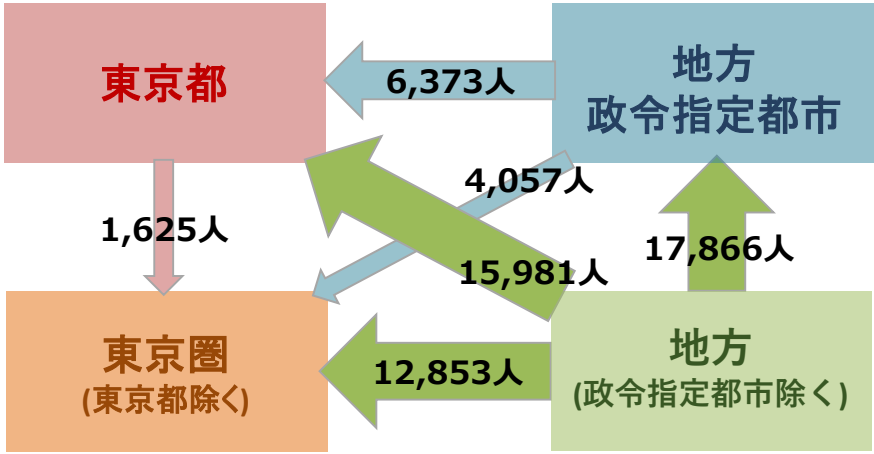 東京都
地方
政令指定都市
6,373人
4,057人
1,625人
15,981人
17,866人
東京圏
(東京都除く)
12,853人
地方
(政令指定都市除く)